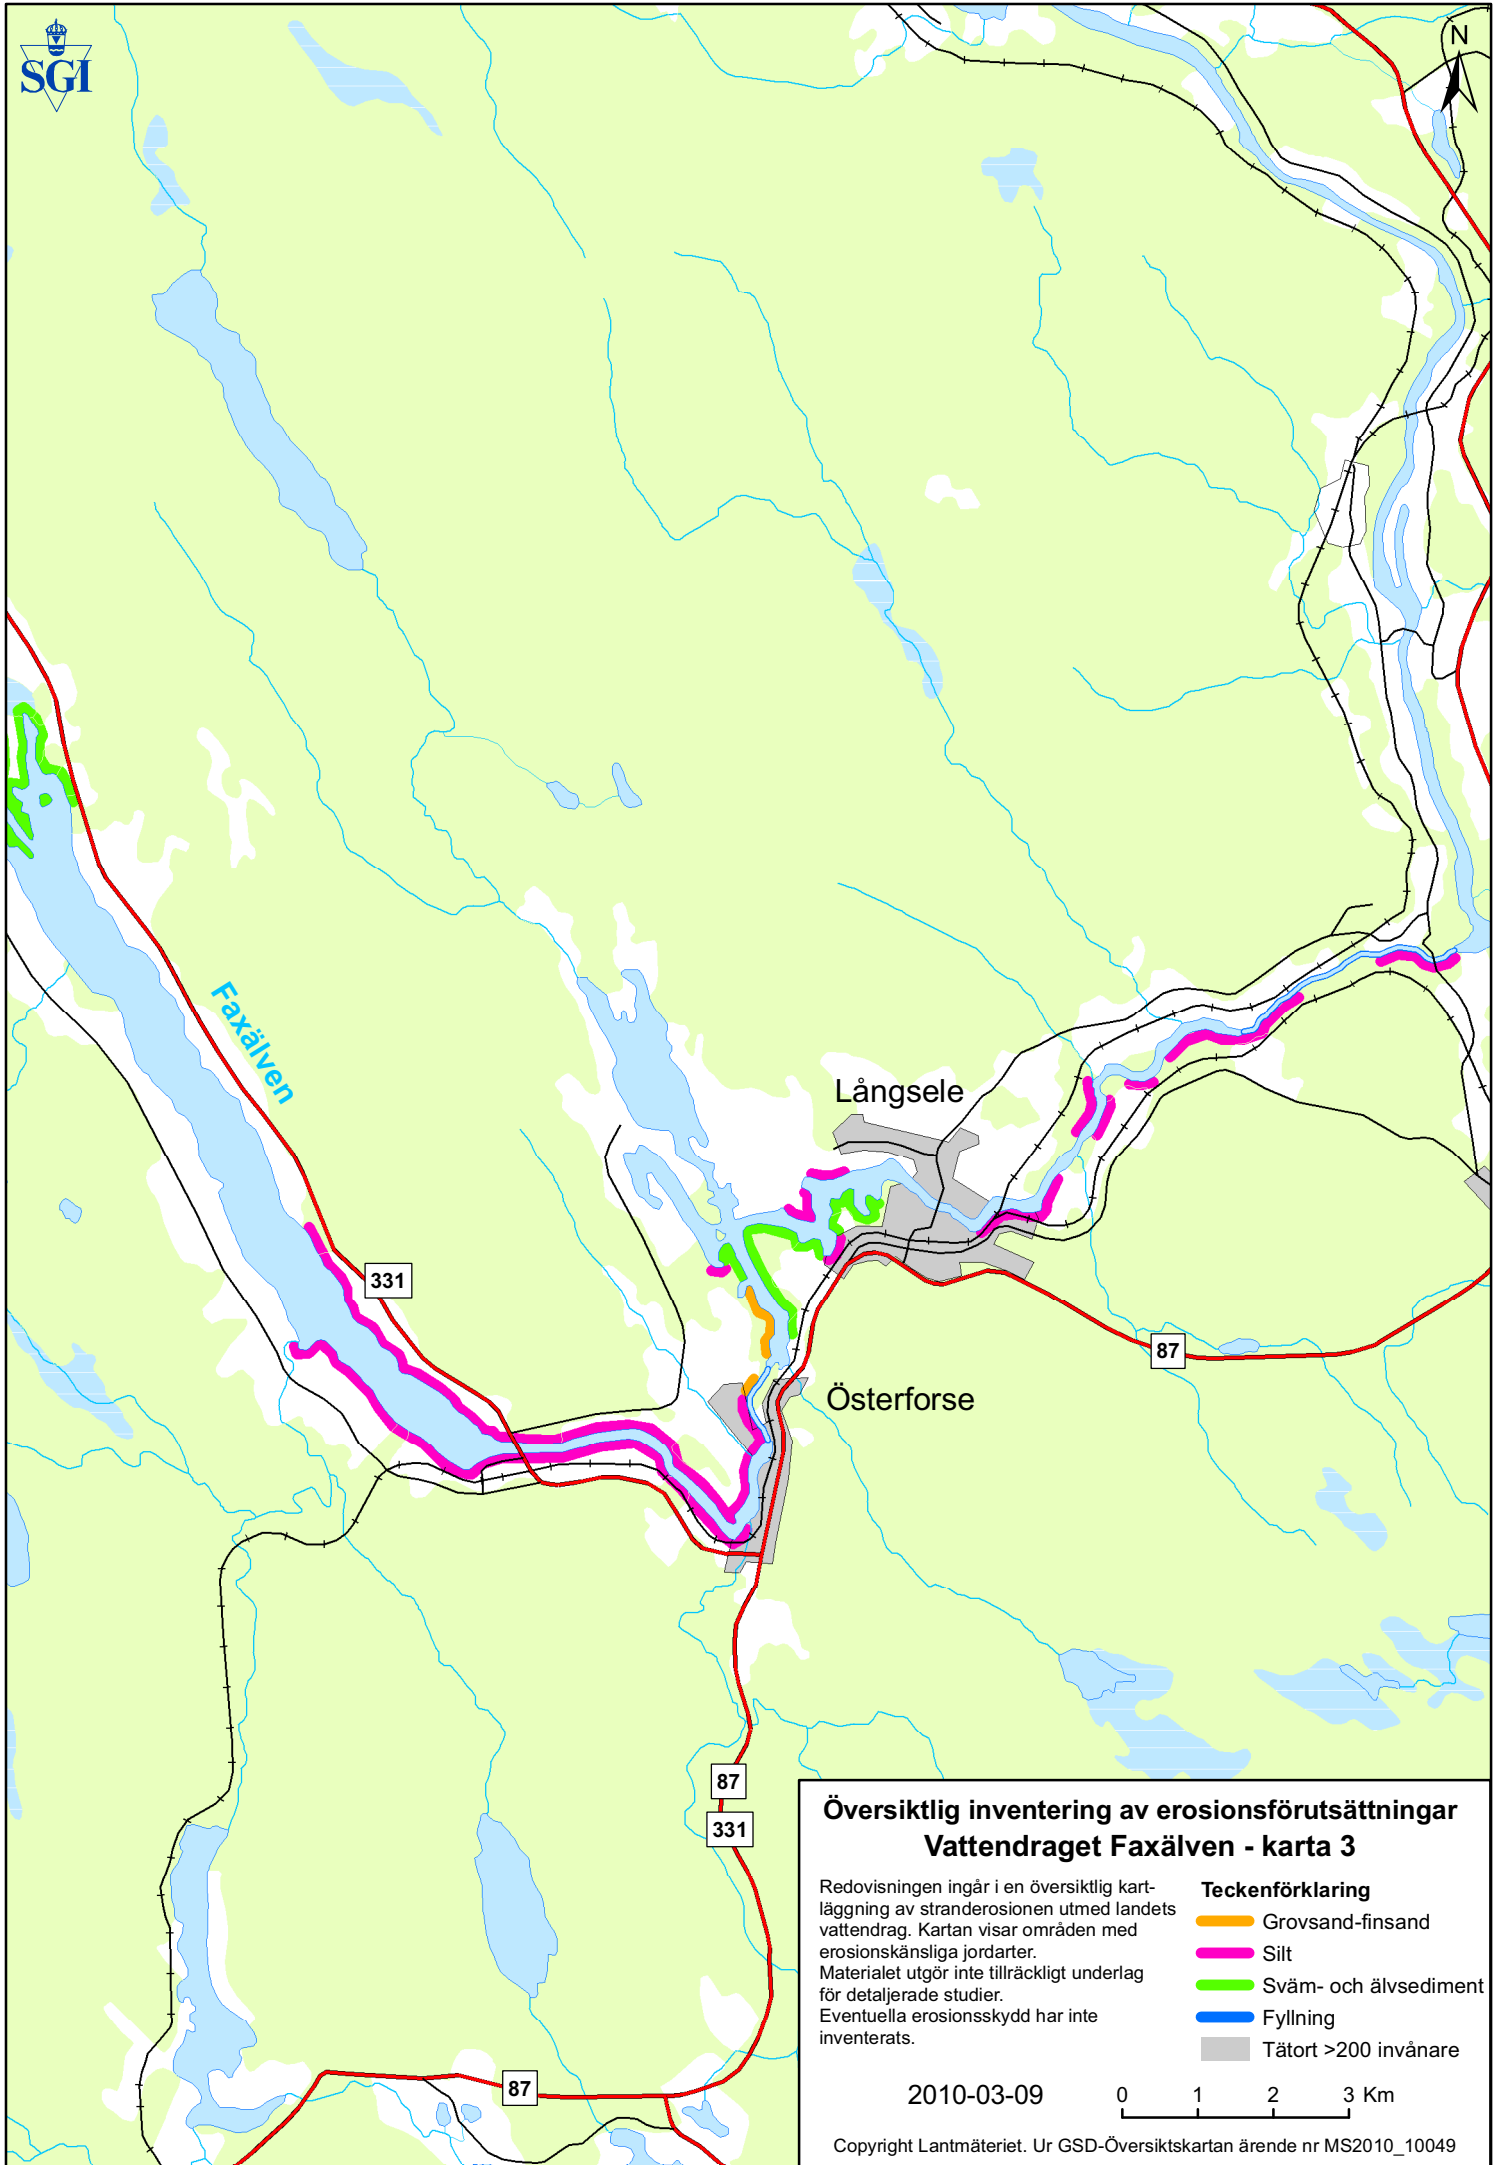 SGI
N
Faxälven
Långsele
331
87
Österforse
87
331
87
Översiktlig inventering av erosionsförutsättningar
Vattendraget Faxälven - karta 3
Redovisningen ingår i en översiktlig kart-
läggning av stranderosionen utmed landets
vattendrag. Kartan visar områden med
erosionskänsliga jordarter.
Materialet utgör inte tillräckligt underlag
för detaljerade studier.
Eventuella erosionsskydd har inte
inventerats.
Teckenförklaring
Grovsand-finsand
Silt
Sväm- och älvsediment
Fyllning
Tätort >200 invånare
2010-03-09
0 1 2 3 Km
Copyright Lantmäteriet. Ur GSD-Översiktskartan ärende nr MS2010_10049